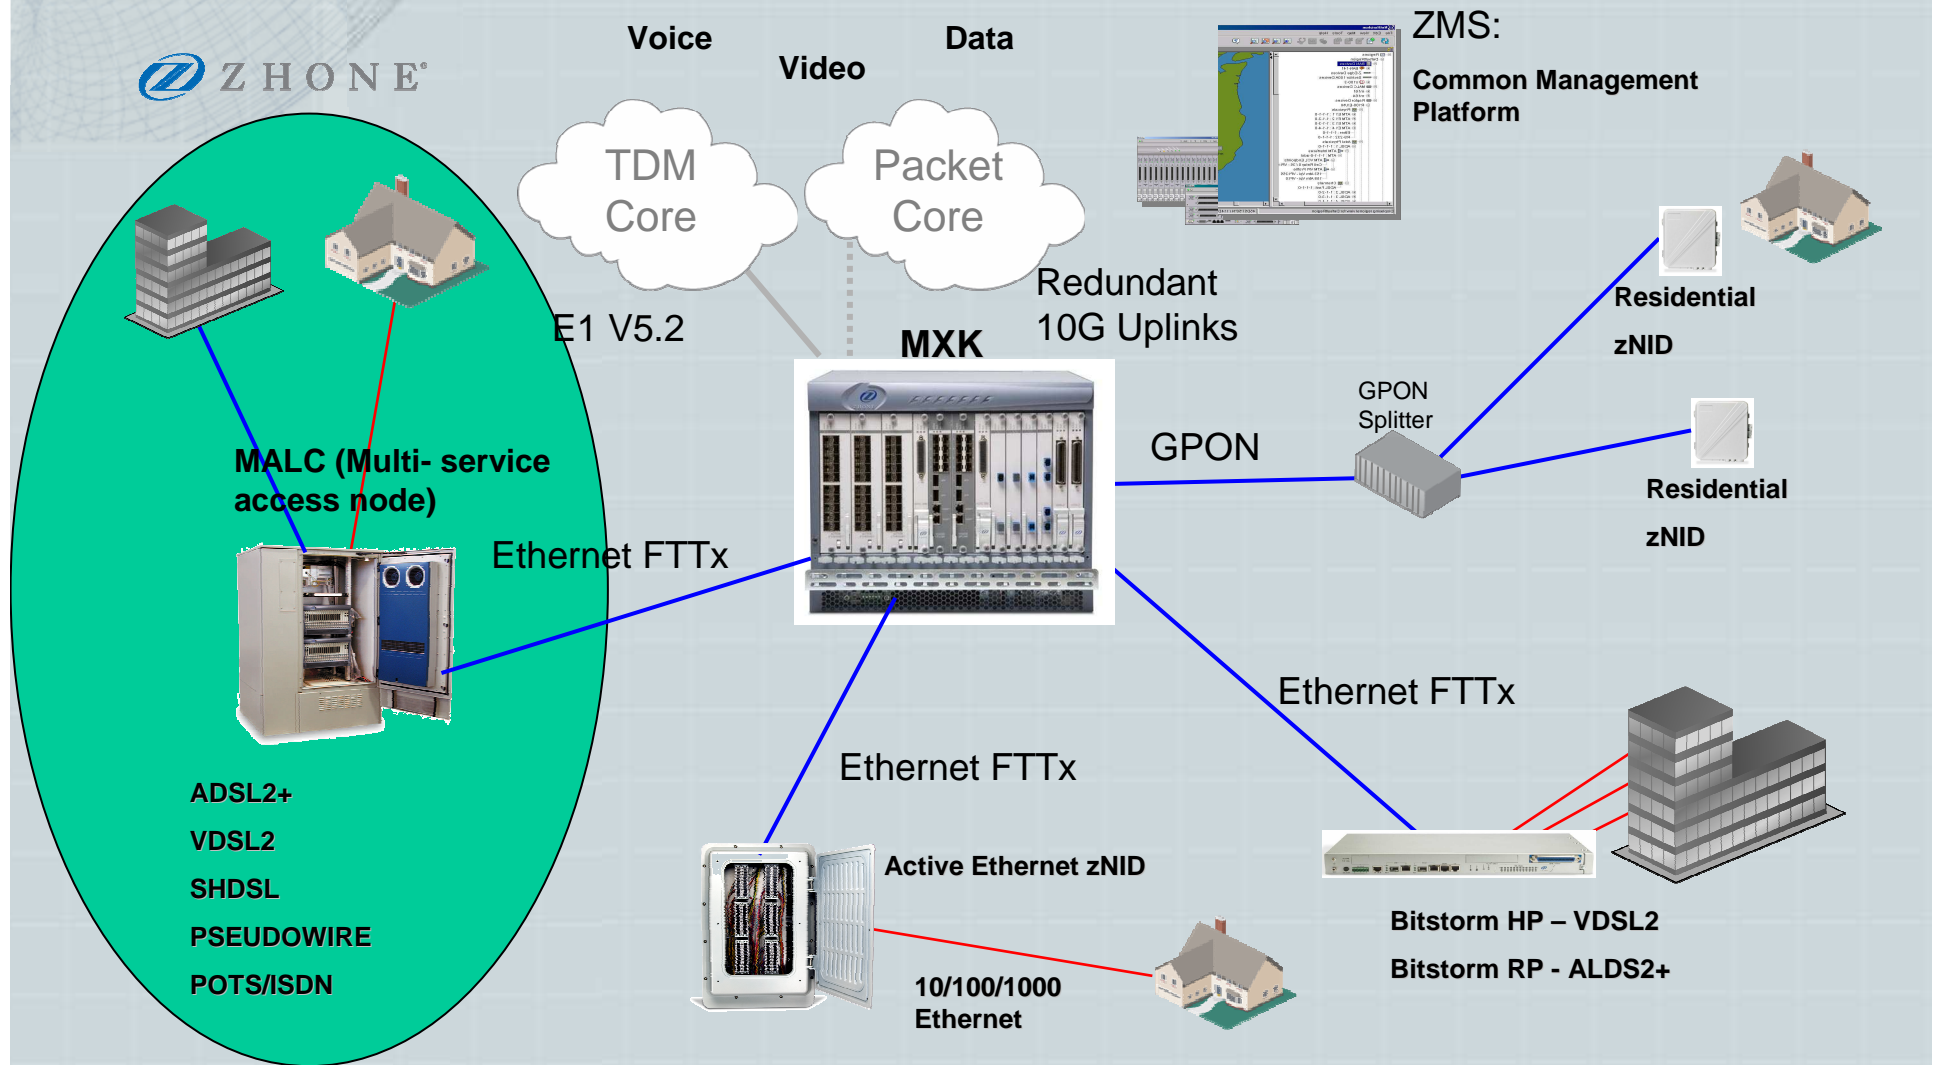 ZHONE®
Voice
Video
Data
ZMS:
Common Management
Platform
TDM
Core
Packet
Core
E1 V5.2
Redundant
10G Uplinks
MXK
Residential
zNID
GPON
Splitter
GPON
Residential
zNID
MALC (Multi- service
access node)
Ethernet FTTx
Ethernet FTTx
Ethernet FTTx
ADSL2+
VDSL2
SHDSL
PSEUDOWIRE
POTS/ISDN
Active Ethernet zNID
10/100/1000
Ethernet
Bitstorm HP – VDSL2
Bitstorm RP - ALDS2+